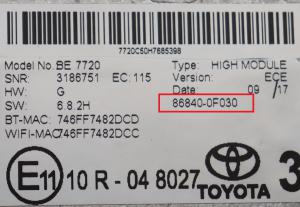 7720C50H7685398
Model No: BE 7720 Type: HIGH MODULE
SNR: 3186751 EC: 115 Version: ECE
HW: G Date: 09 / 17
SW: 6.8.2H 86840-0F030
BT-MAC: 746FF7482DCD
WIFI-MAC: 746FF7482DCC
E11 10 R - 04 8027 TOYOTA 3